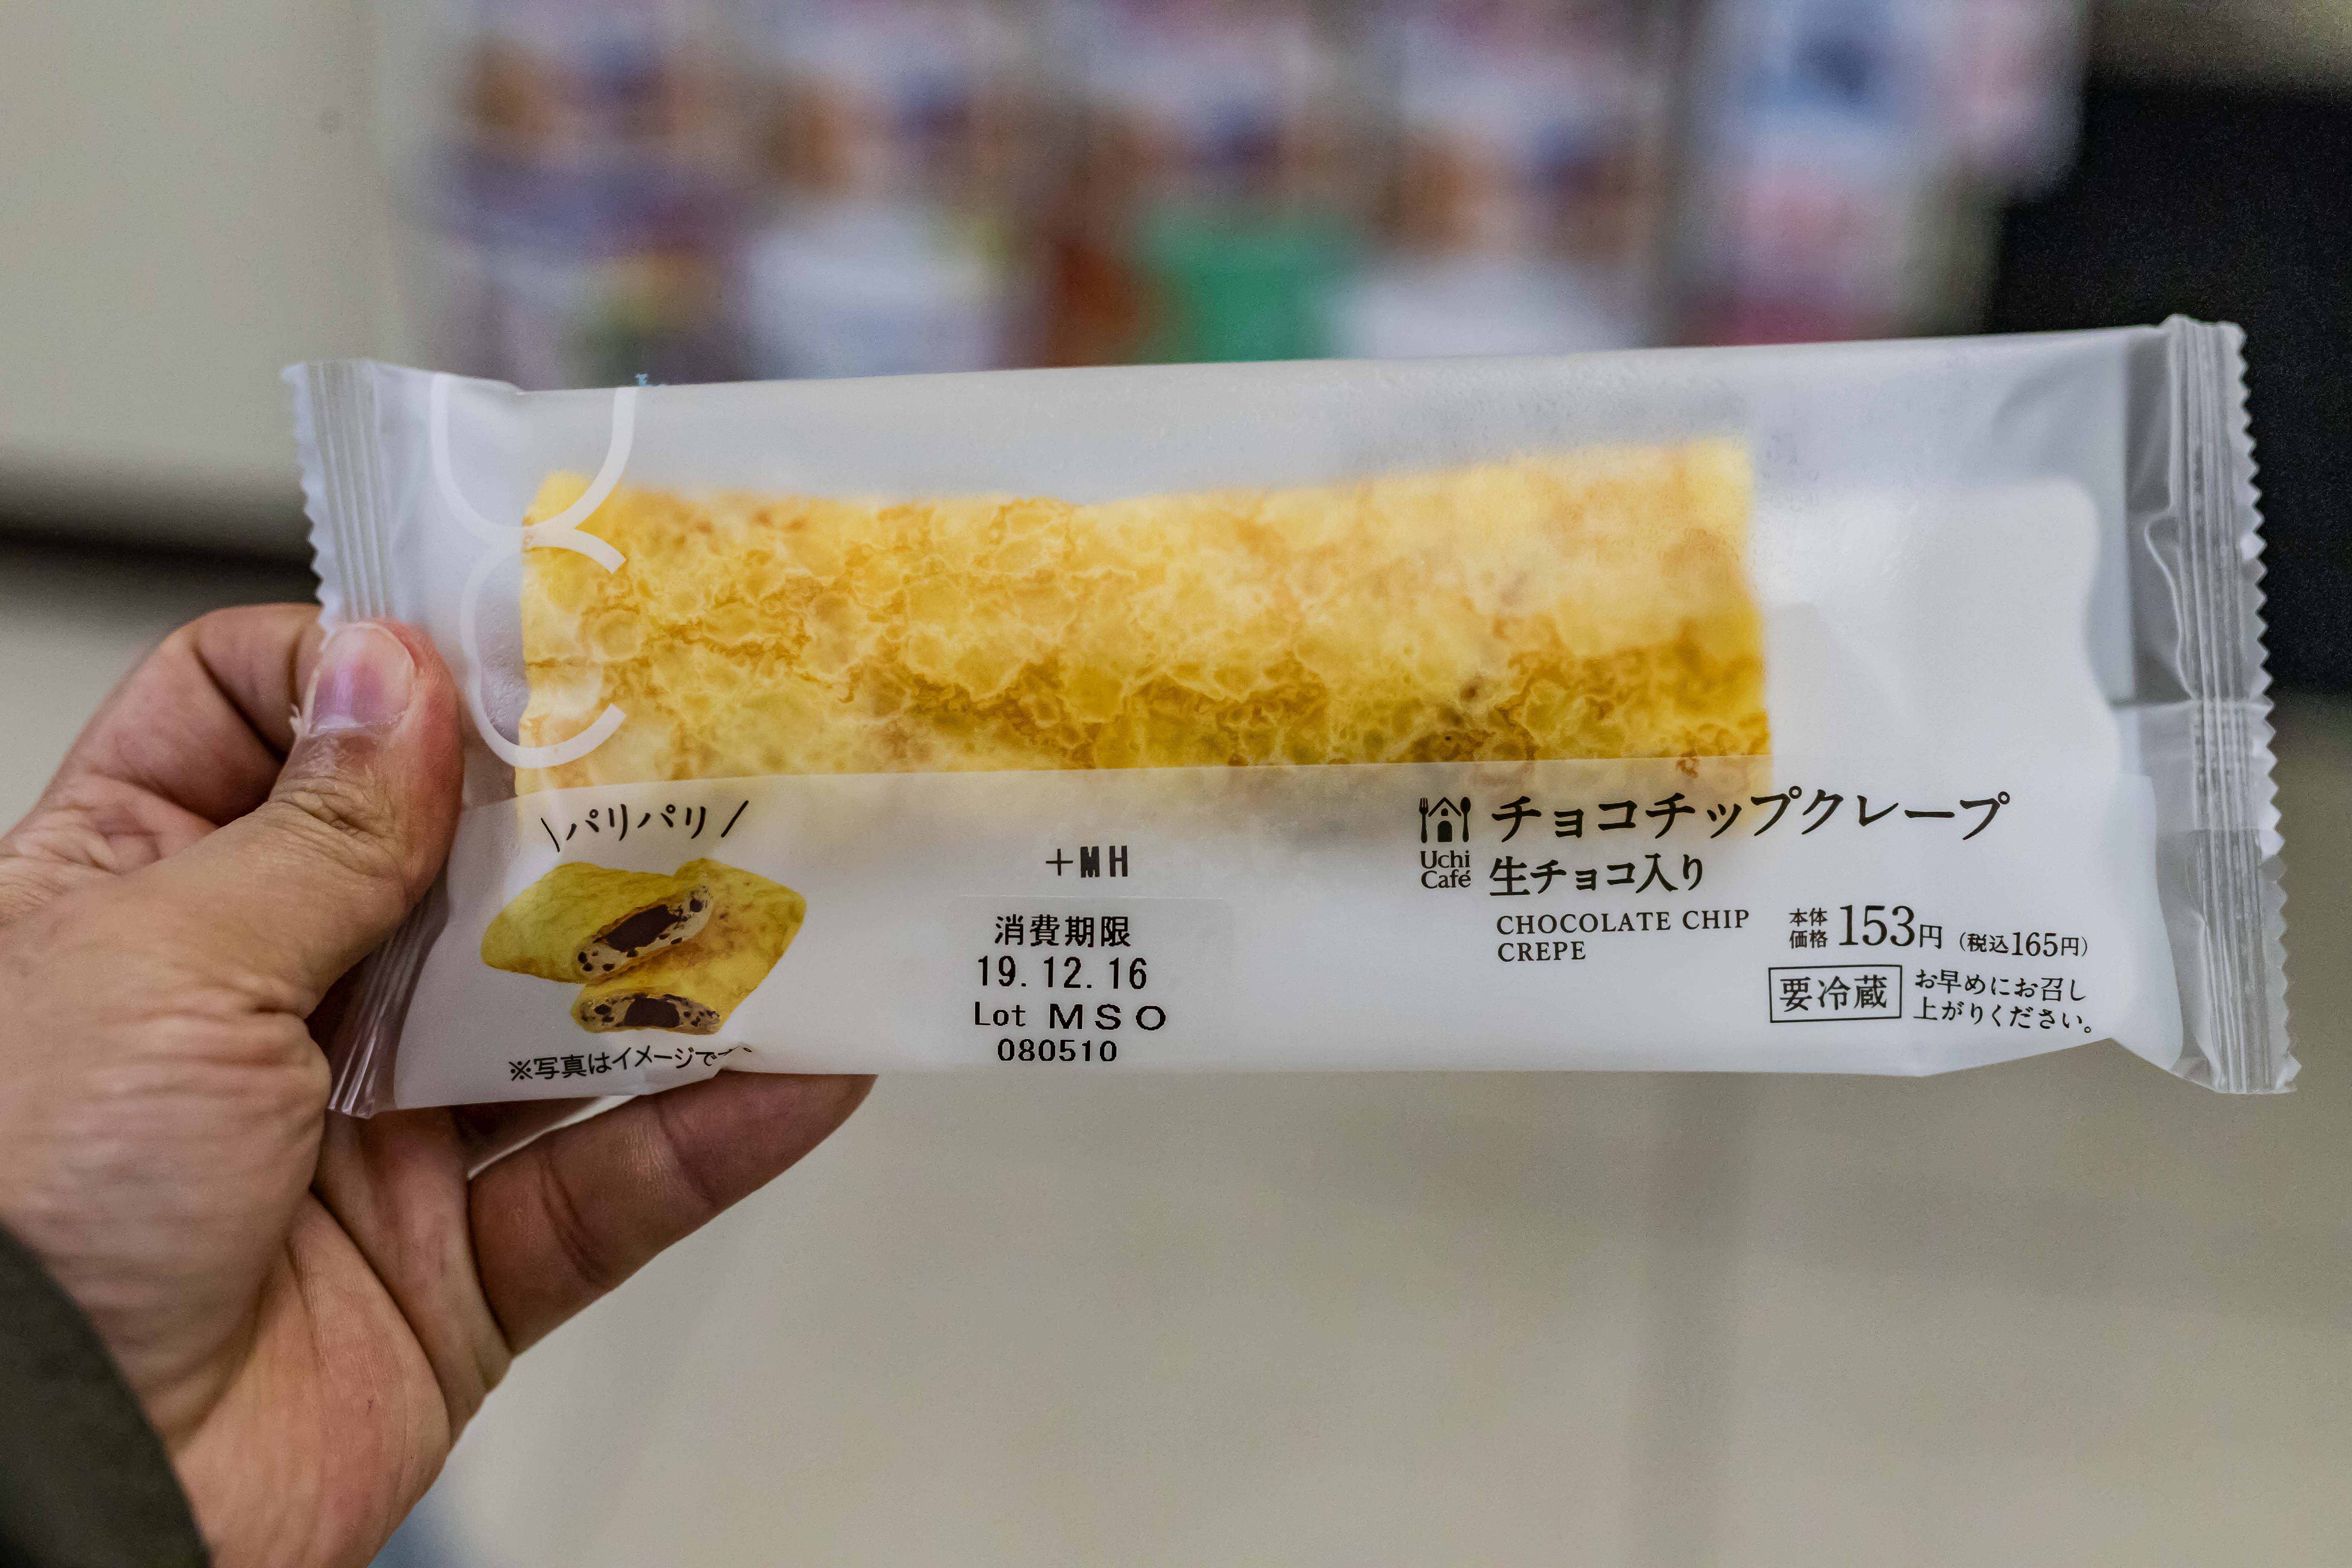 \パリパリ/
※写真はイメージで
+MH
消費期限
19.12.16
Lot MSO
080510
Uchi
Café
チョコチップクレープ
生チョコ入り
CHOCOLATE CHIP
CREPE
本体
価格 153円 (税込165円)
要冷蔵
お早めにお召し
上がりください。